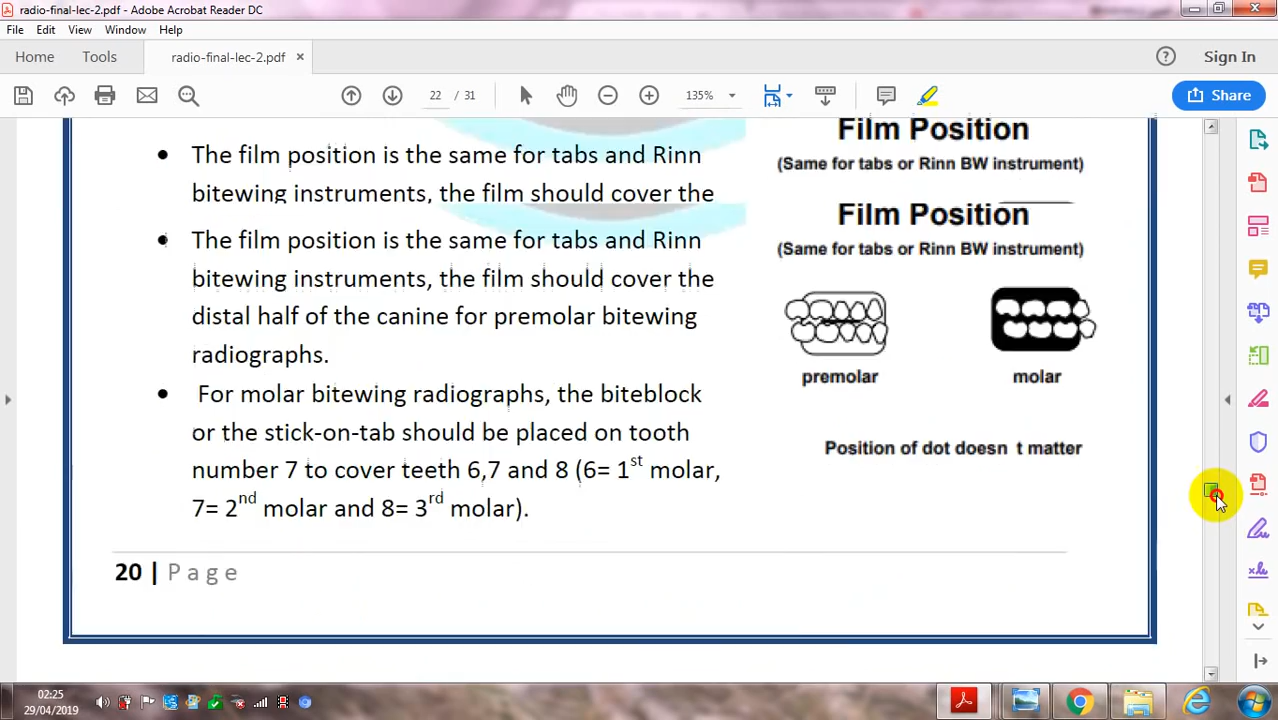 radio-final-lec-2.pdf - Adobe Acrobat Reader DC
File Edit View Window Help
Home Tools radio-final-lec-2.pdf × Sign In
22 / 31 135% Share
• The film position is the same for tabs and Rinn
bitewing instruments, the film should cover the
Film Position
(Same for tabs or Rinn BW instrument)
• The film position is the same for tabs and Rinn
bitewing instruments, the film should cover the
distal half of the canine for premolar bitewing
radiographs.
Film Position
(Same for tabs or Rinn BW instrument)
premolar molar
Position of dot doesn t matter
• For molar bitewing radiographs, the biteblock
or the stick-on-tab should be placed on tooth
number 7 to cover teeth 6,7 and 8 (6= 1st molar,
7= 2nd molar and 8= 3rd molar).
20 | Page
02:25
29/04/2019